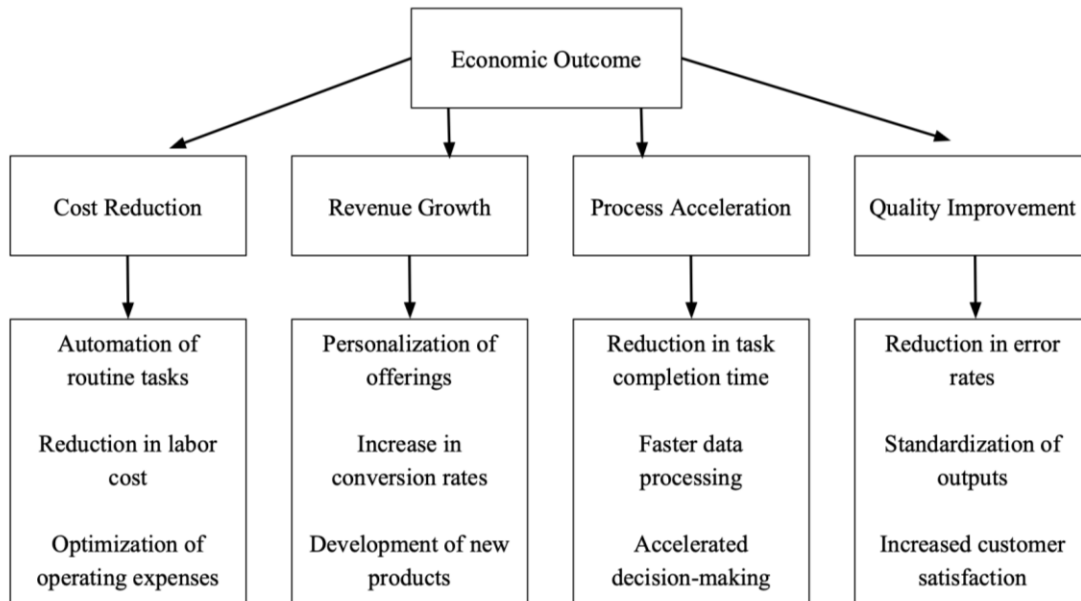 Economic Outcome
Cost Reduction
Revenue Growth
Process Acceleration
Quality Improvement
Automation of
routine tasks
Reduction in labor
cost
Optimization of
operating expenses
Personalization of
offerings
Increase in
conversion rates
Development of new
products
Reduction in task
completion time
Faster data
processing
Accelerated
decision-making
Reduction in error
rates
Standardization of
outputs
Increased customer
satisfaction